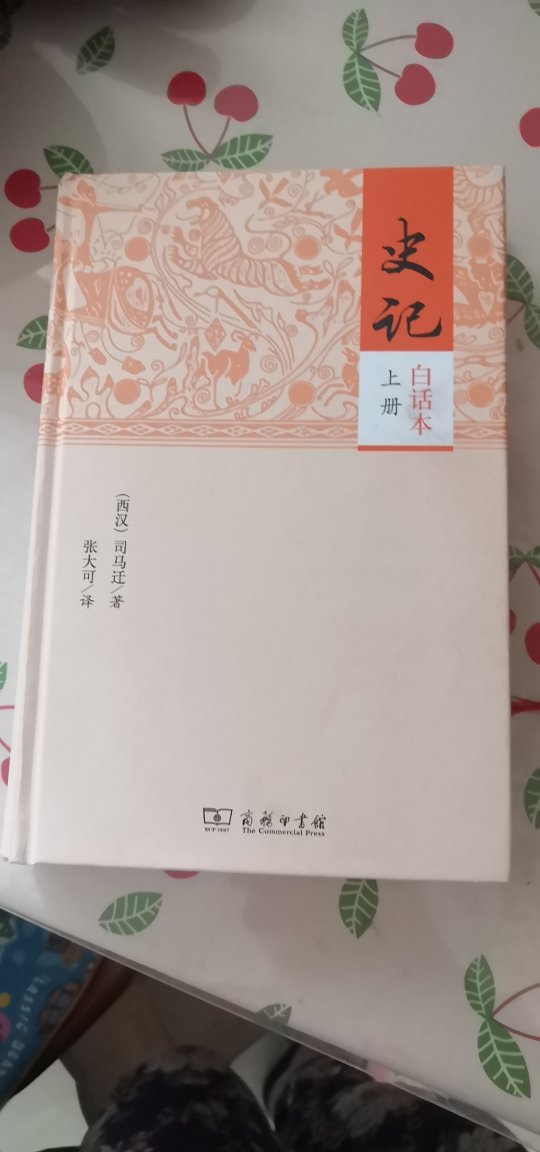 史记
白话本
上册
(西汉)司马迁/著
张大可/译
商务印书馆
The Commercial Press